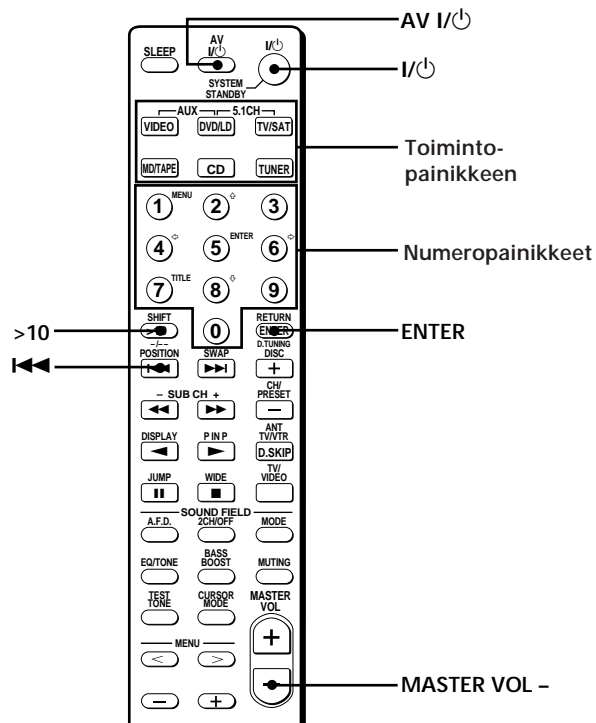 AV I/⏻
AV
I/⏻
I/⏻
SLEEP
I/⏻
SYSTEM
STANDBY
AUX
5.1CH
VIDEO
DVD/LD
TV/SAT
Toiminto-
painikkeen
MD/TAPE
CD
TUNER
1
MENU
2
⇧
3
4
⇦
5
ENTER
6
⇨
Numeropainikkeet
7
TITLE
8
⇩
9
SHIFT
0
RETURN
>10
>10
ENTER
ENTER
-/--
D.TUNING
POSITION
SWAP
DISC
I◀◀
I◀◀
▶▶I
+
– SUB CH +
CH/
PRESET
◀◀
▶▶
–
DISPLAY
P IN P
ANT
TV/VTR
◀
▶
D.SKIP
JUMP
WIDE
TV/
VIDEO
❚❚
■
SOUND FIELD
A.F.D.
2CH/OFF
MODE
EQ/TONE
BASS
BOOST
MUTING
TEST
TONE
CURSOR
MODE
MASTER
VOL
+
MENU
<
>
–
MASTER VOL –
–
+